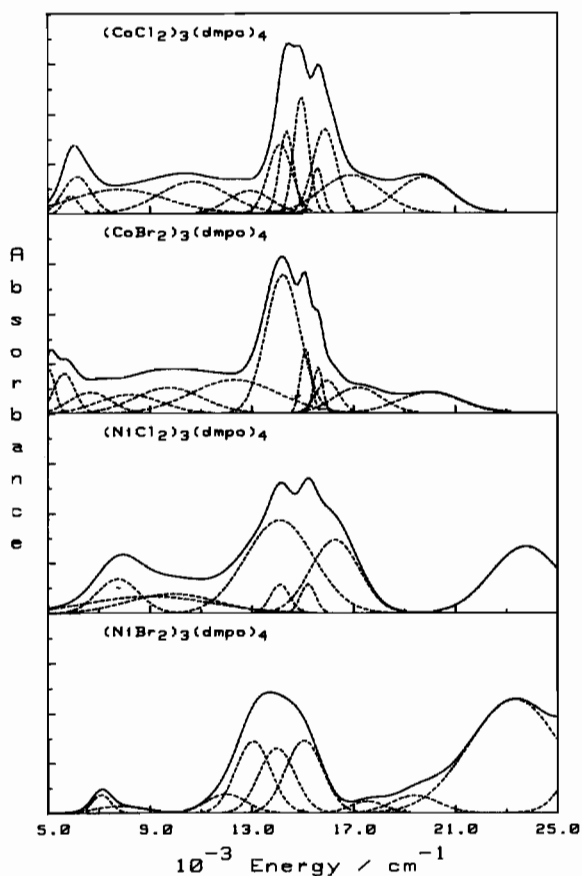 (CoCl2)3(dmpo)4
(CoBr2)3(dmpo)4
(NiCl2)3(dmpo)4
(NiBr2)3(dmpo)4
Absorbance
5.0 9.0 13.0 17.0 21.0 25.0
10-3 Energy / cm-1